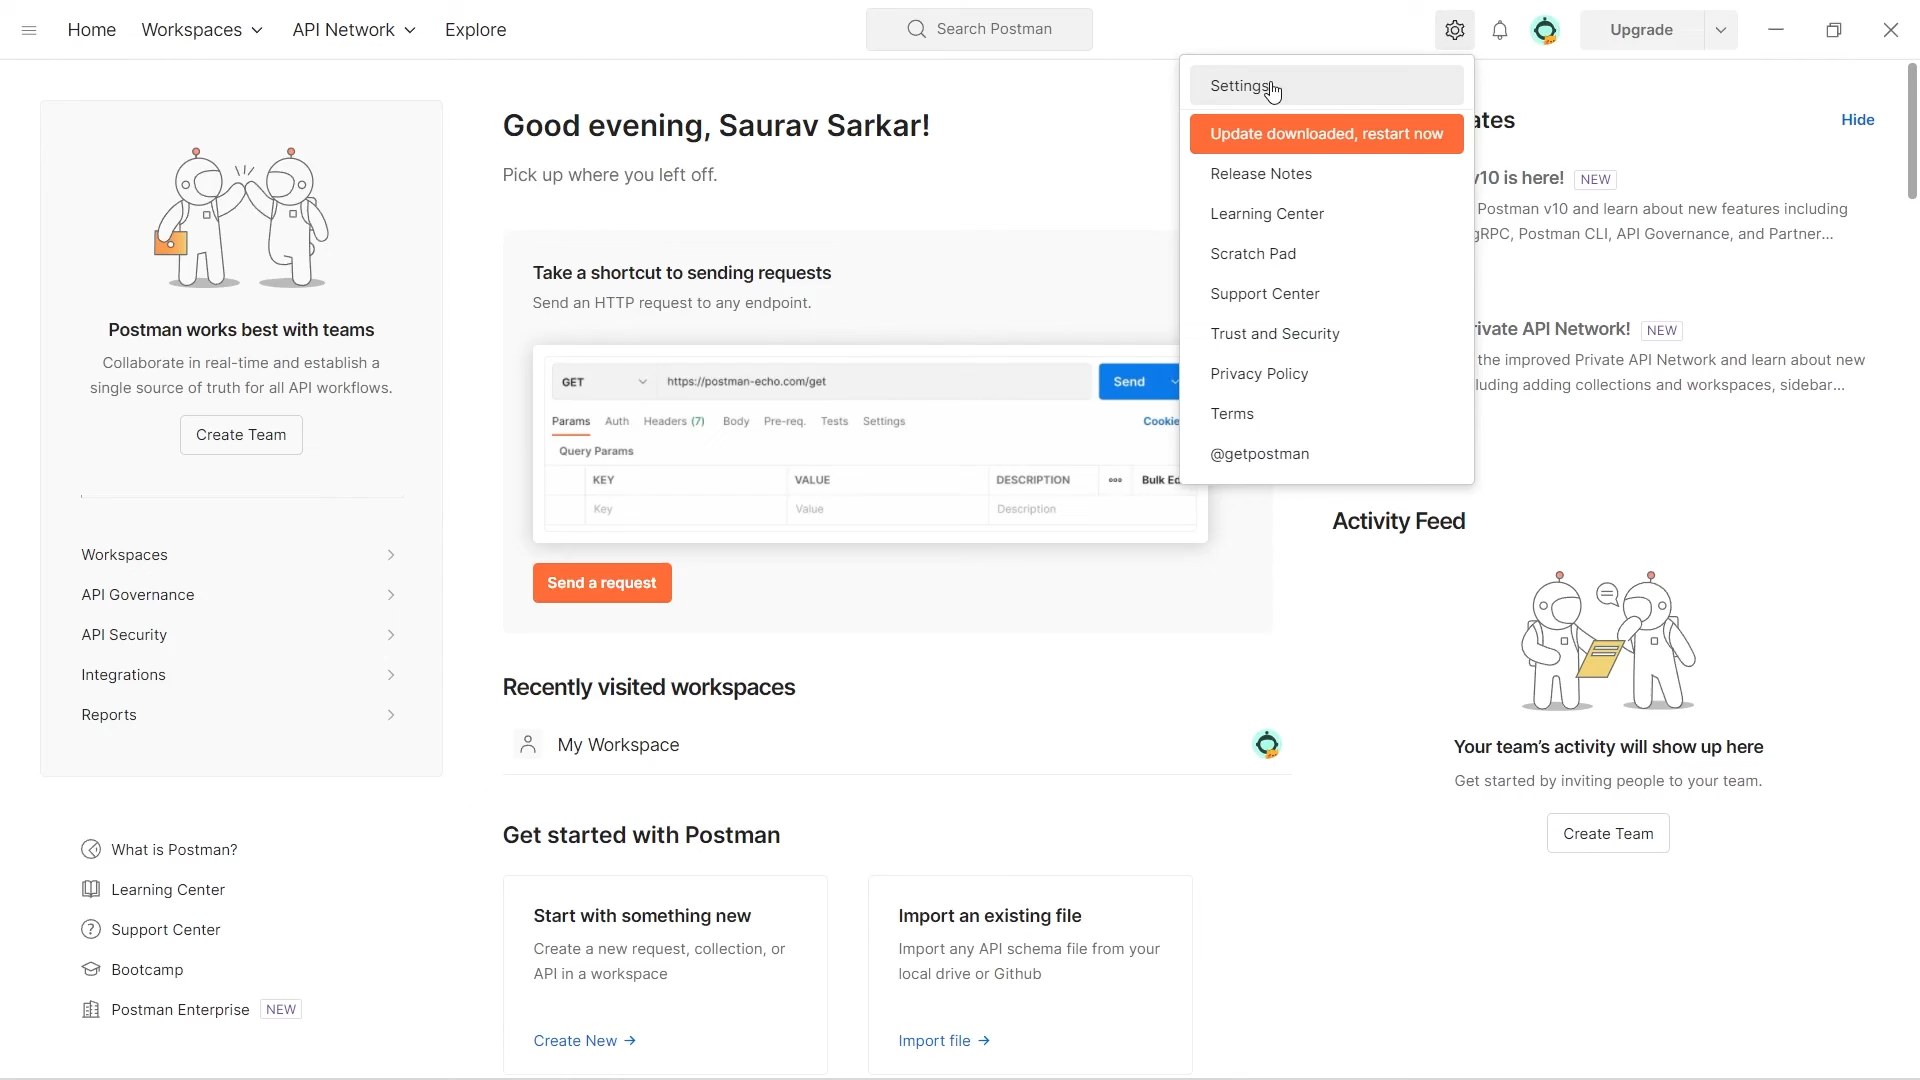 Home
Workspaces
API Network
Explore
Search Postman
Upgrade
Postman works best with teams
Collaborate in real-time and establish a
single source of truth for all API workflows.
Create Team
Workspaces
API Governance
API Security
Integrations
Reports
What is Postman?
Learning Center
Support Center
Bootcamp
Postman Enterprise NEW
Good evening, Saurav Sarkar!
Pick up where you left off.
Take a shortcut to sending requests
Send an HTTP request to any endpoint.
GET
https://postman-echo.com/get
Send
Params
Auth
Headers (7)
Body
Pre-req.
Tests
Settings
Cookie
Query Params
KEY
VALUE
DESCRIPTION
Bulk Ed
Key
Value
Description
Send a request
Recently visited workspaces
My Workspace
Get started with Postman
Start with something new
Create a new request, collection, or
API in a workspace
Create New →
Import an existing file
Import any API schema file from your
local drive or Github
Import file →
Settings
Update downloaded, restart now
Release Notes
Learning Center
Scratch Pad
Support Center
Trust and Security
Privacy Policy
Terms
@getpostman
ates
Hide
v10 is here! NEW
Postman v10 and learn about new features including
gRPC, Postman CLI, API Governance, and Partner...
rivate API Network! NEW
the improved Private API Network and learn about new
luding adding collections and workspaces, sidebar...
Activity Feed
Your team’s activity will show up here
Get started by inviting people to your team.
Create Team